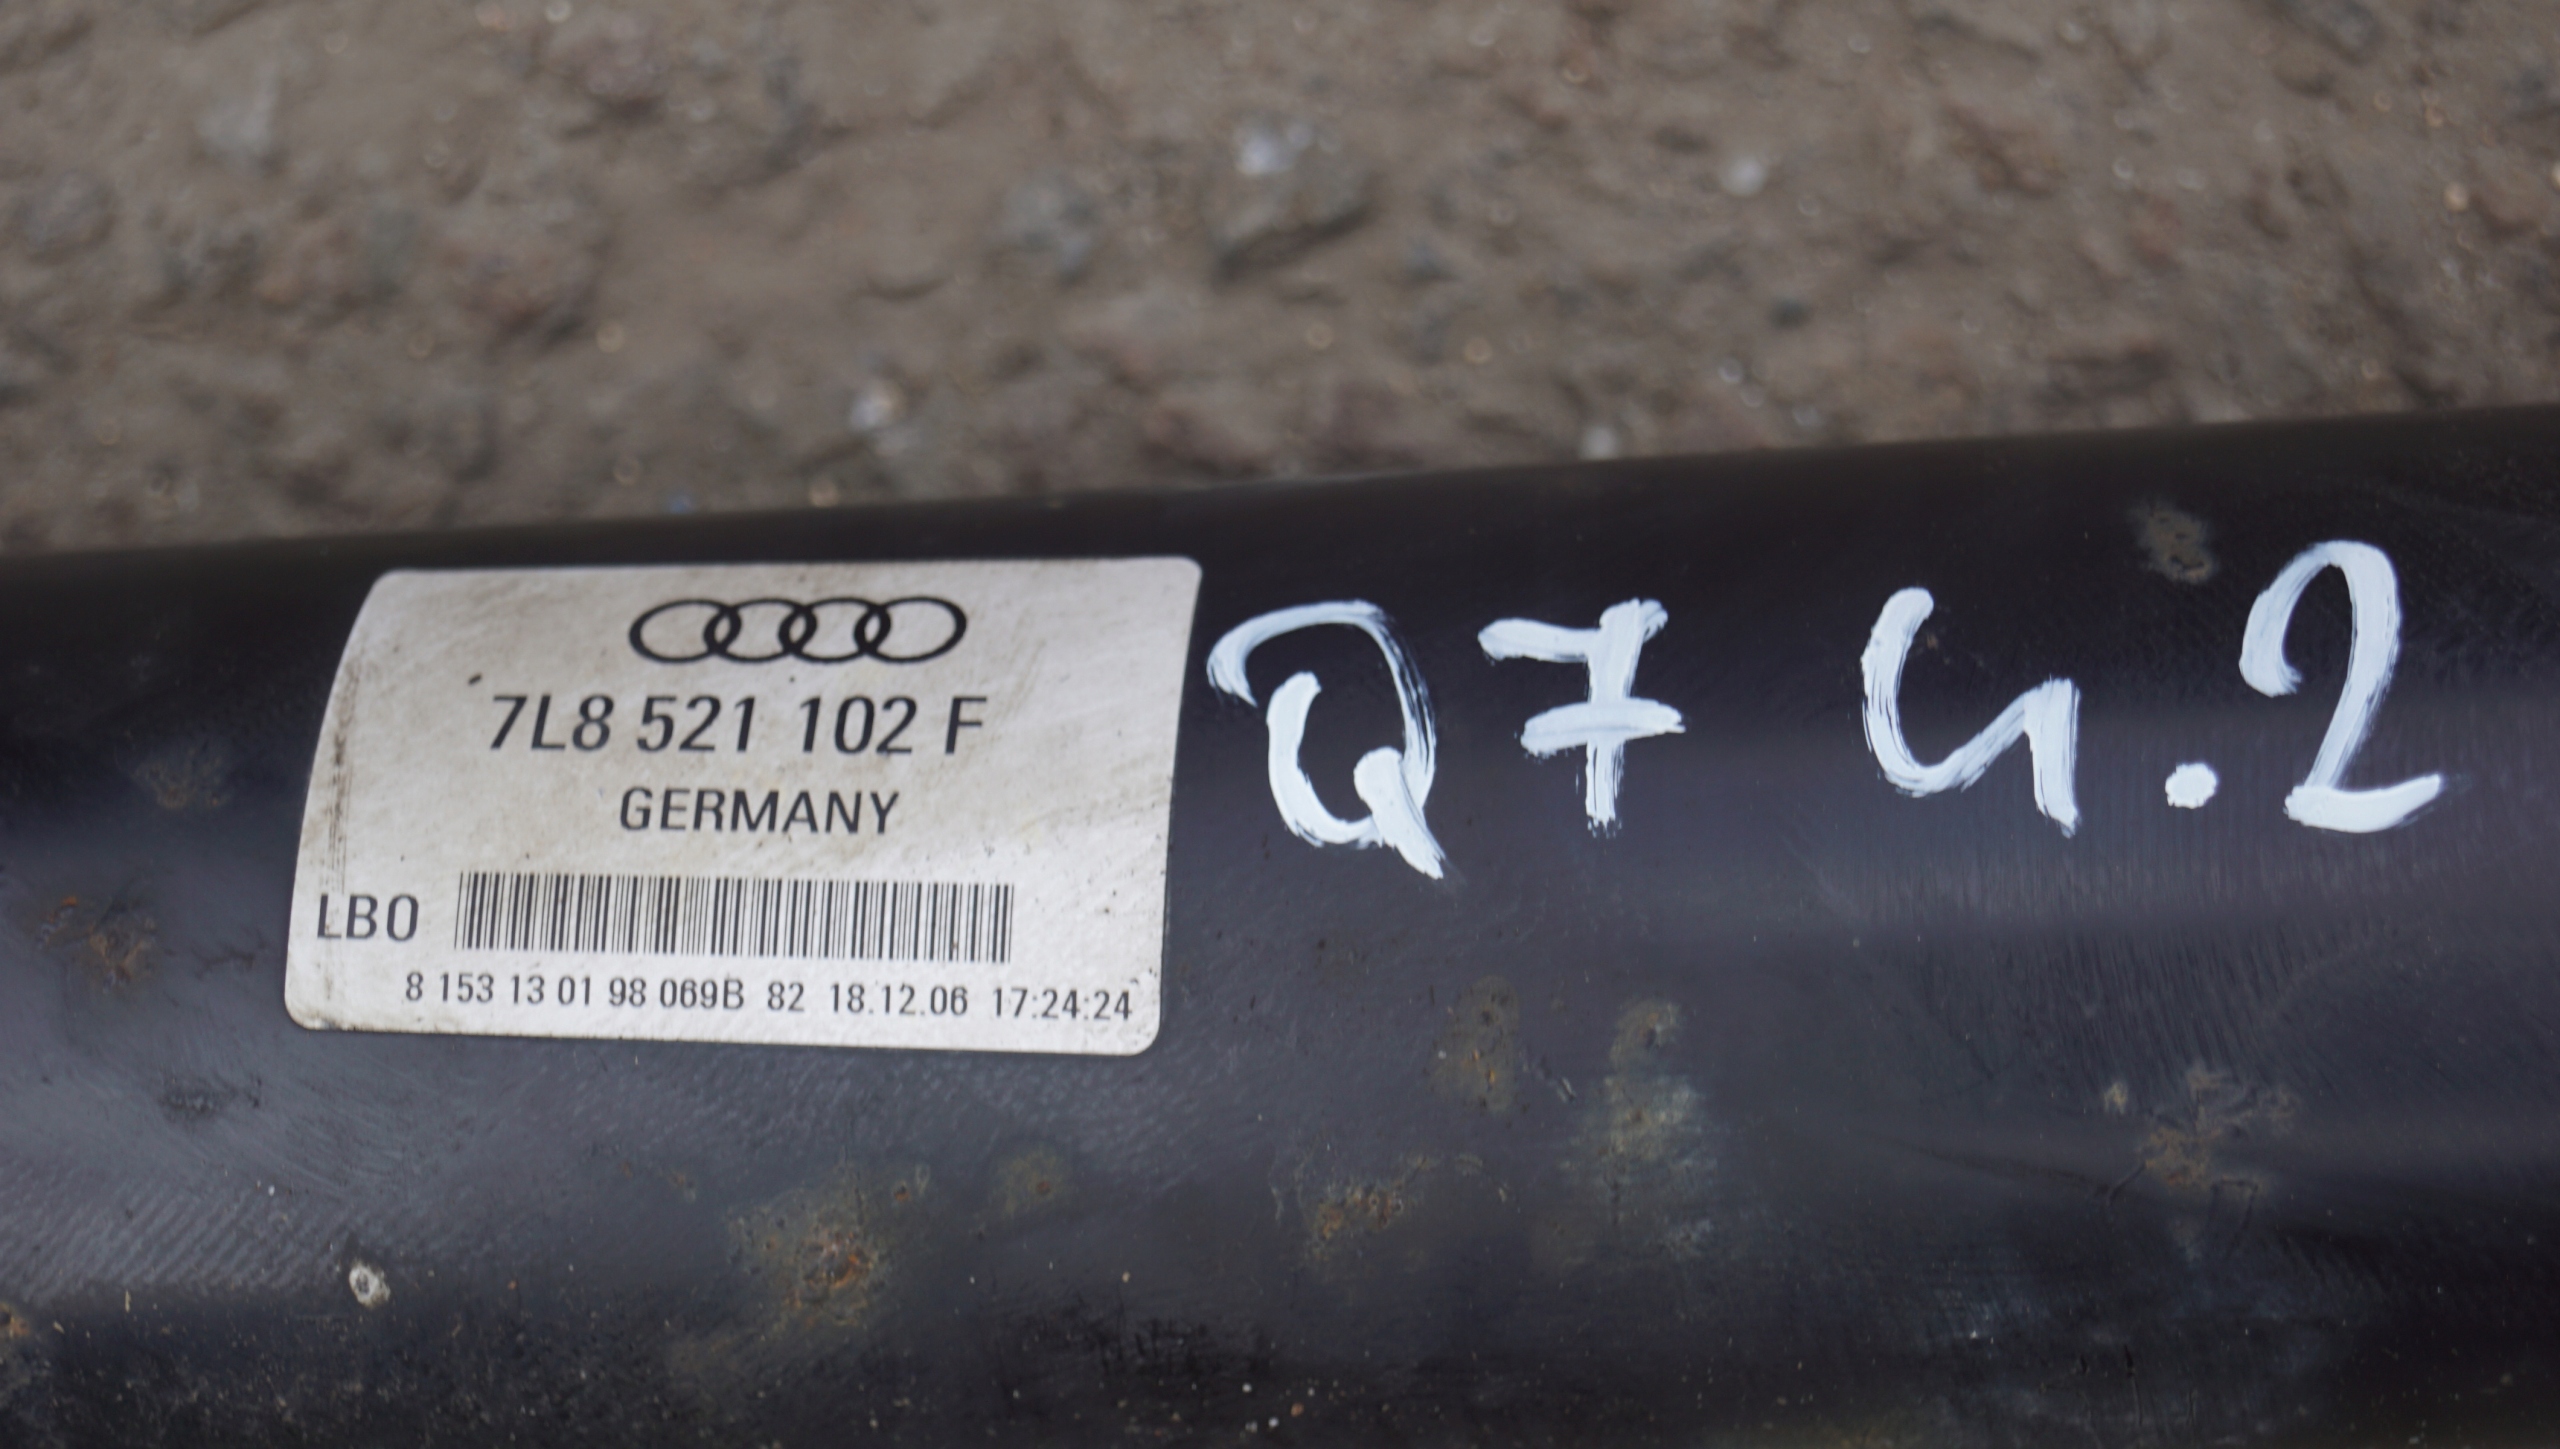 7L8 521 102 F
GERMANY
LB0
8 153 13 01 98 069B 82 18.12.06 17:24:24
Q7 4.2